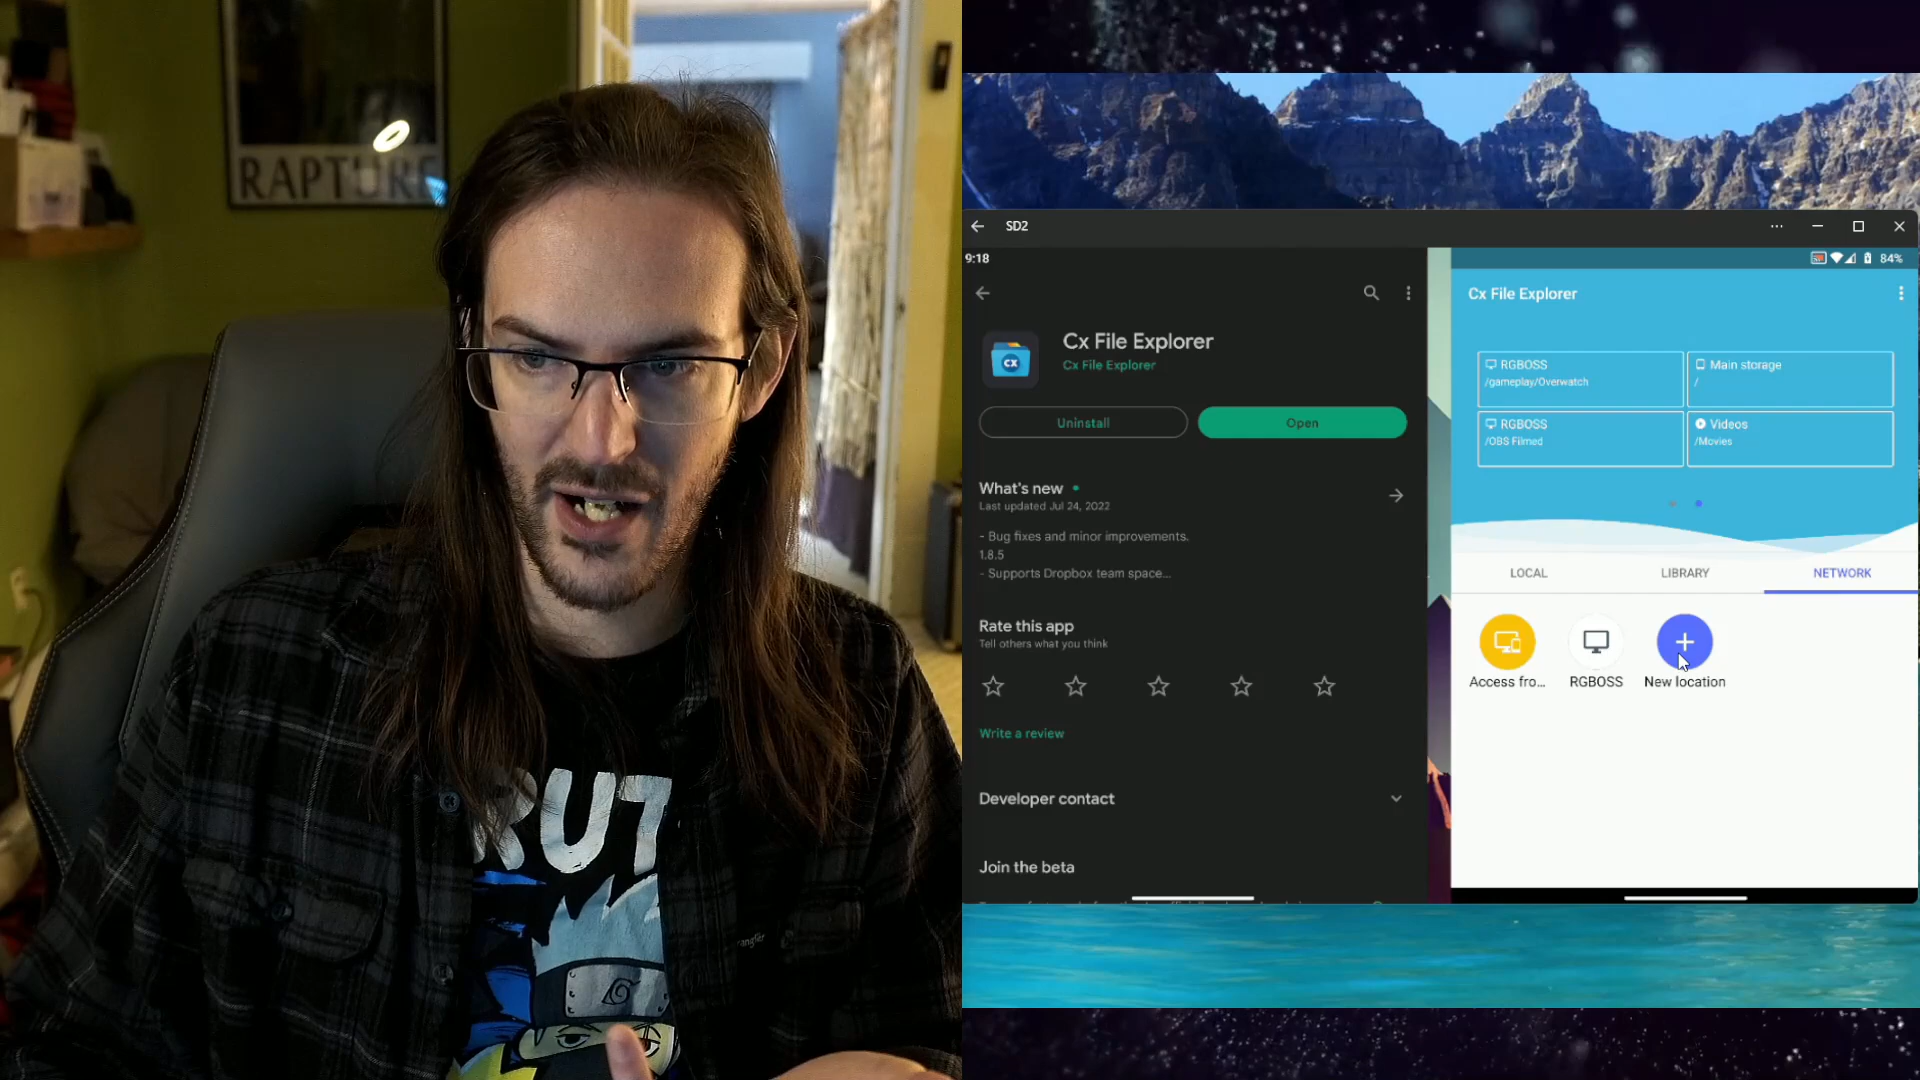 RAPTURE
RUT
wrangler
SD2
9:18
Cx File Explorer
Cx File Explorer
Uninstall
Open
What's new
Last updated Jul 24, 2022
- Bug fixes and minor improvements.
1.8.5
- Supports Dropbox team space...
Rate this app
Tell others what you think
Write a review
Developer contact
Join the beta
84%
Cx File Explorer
RGBOSS
/gameplay/Overwatch
Main storage
/
RGBOSS
/OBS Filmed
Videos
/Movies
LOCAL
LIBRARY
NETWORK
Access fro...
RGBOSS
New location